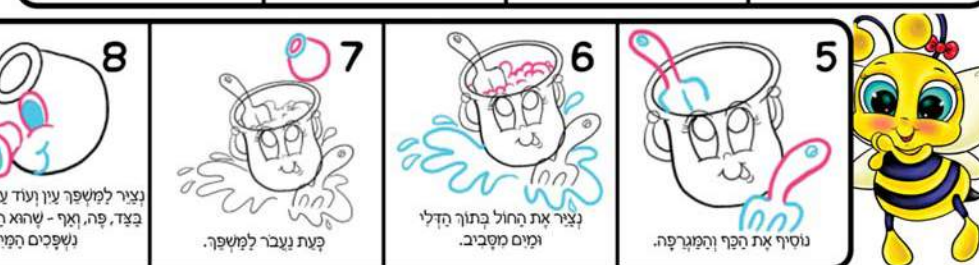 5
נוֹסִיף אֶת הַכַּף וְהַמַּגְרֵפָה.
6
נְצַיֵּר אֶת הַחוֹל בְּתוֹךְ הַדְּלִי
וּמַיִם מִסָּבִיב.
7
כָּעֵת נַעֲבֹר לַמַּשְׁפֵּךְ.
8
נְצַיֵּר לַמַּשְׁפֵּךְ עַיִן וְעוֹד
בַּצַּד, פֶּה, וְאַף - שֶׁהוּא
נִשְׁפָּכִים